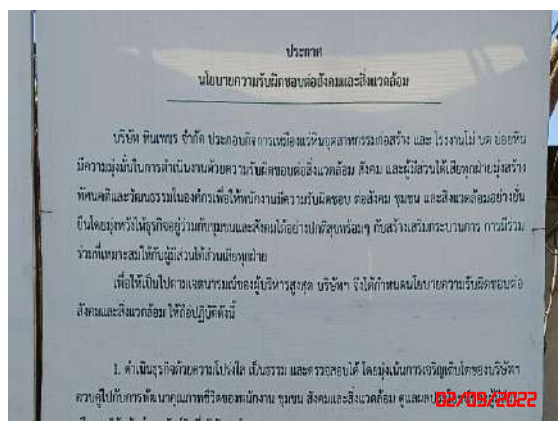 ประกาศ
นโยบายความรับผิดชอบต่อสังคมและสิ่งแวดล้อม
บริษัท หินเพชร จำกัด ประกอบกิจการเหมืองแร่หินอุตสาหกรรมก่อสร้าง และ โรงงานโม่ บด ย่อยหิน
มีความมุ่งมั่นในการดำเนินงานด้วยความรับผิดชอบต่อสิ่งแวดล้อม สังคม และผู้มีส่วนได้เสียทุกฝ่ายมุ่งสร้าง
ทัศนคติและวัฒนธรรมในองค์กรเพื่อให้พนักงานมีความรับผิดชอบ ต่อสังคม ชุมชน และสิ่งแวดล้อมอย่างยั่ง
ยืนโดยมุ่งหวังให้ธุรกิจอยู่ร่วมกับชุมชนและสังคมได้อย่างปกติสุขพร้อมๆ กับสร้างเสริมกระบวนการ การมีร่วม
ร่วมที่เหมาะสมให้กับผู้มีส่วนได้ส่วนเสียทุกฝ่าย
เพื่อให้เป็นไปตามเจตนารมณ์ของผู้บริหารสูงสุด บริษัทฯ จึงได้กำหนดนโยบายความรับผิดชอบต่อ
สังคมและสิ่งแวดล้อม ให้ถือปฏิบัติดังนี้
1. ดำเนินธุรกิจด้วยความโปร่งใส เป็นธรรม และตรวจสอบได้ โดยมุ่งเน้นการเจริญเติบโตของบริษัทฯ
ควบคู่ไปกับการพัฒนาคุณภาพชีวิตของพนักงาน ชุมชน สังคมและสิ่งแวดล้อม
02/09/2022